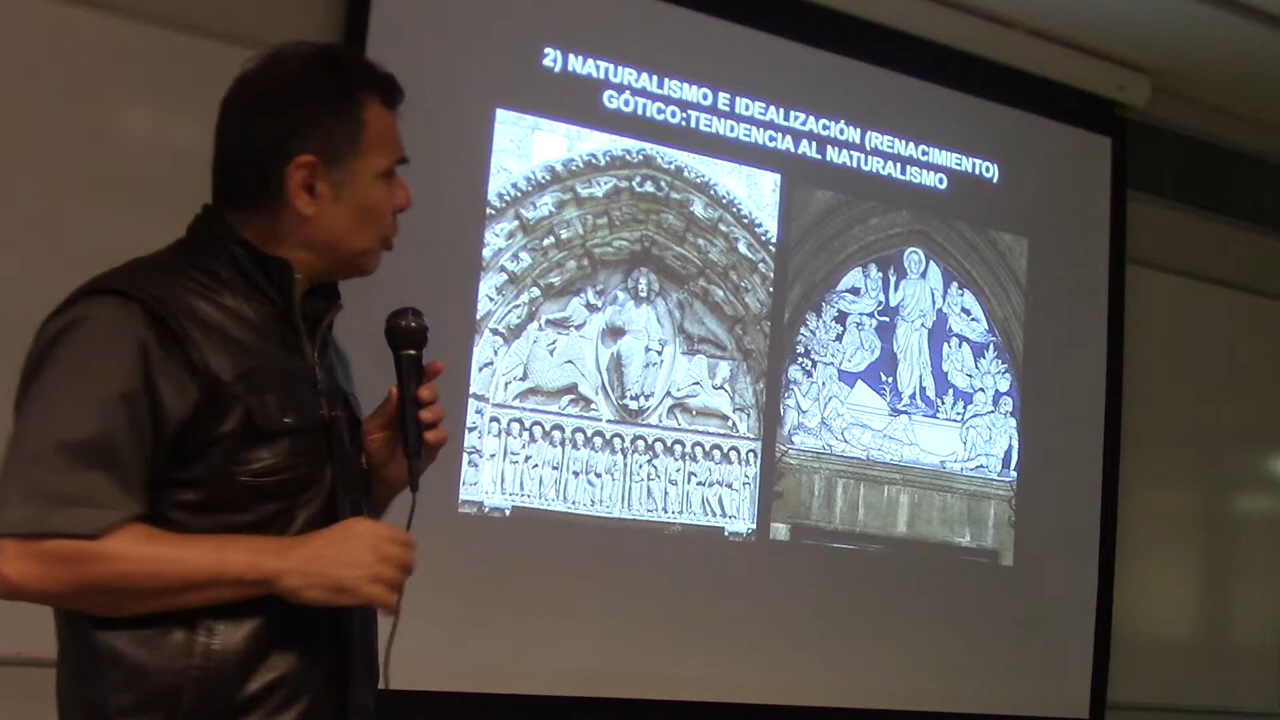 2) NATURALISMO E IDEALIZACIÓN (RENACIMIENTO)
GÓTICO:TENDENCIA AL NATURALISMO